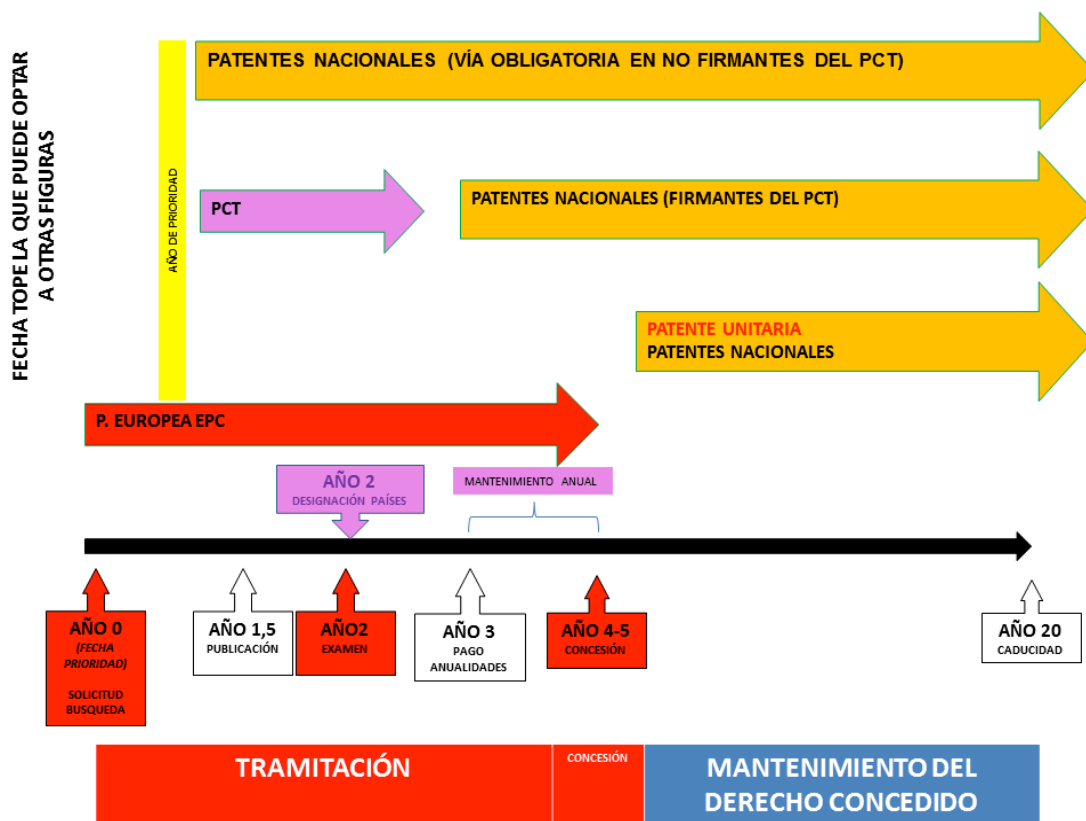 FECHA TOPE LA QUE PUEDE OPTAR
A OTRAS FIGURAS
AÑO DE PRIORIDAD
PATENTES NACIONALES (VÍA OBLIGATORIA EN NO FIRMANTES DEL PCT)
PCT
PATENTES NACIONALES (FIRMANTES DEL PCT)
PATENTE UNITARIA
PATENTES NACIONALES
P. EUROPEA EPC
AÑO 2
DESIGNACIÓN PAÍSES
MANTENIMIENTO ANUAL
AÑO 0
(FECHA
PRIORIDAD)
SOLICITUD
BUSQUEDA
AÑO 1,5
PUBLICACIÓN
AÑO2
EXAMEN
AÑO 3
PAGO
ANUALIDADES
AÑO 4-5
CONCESIÓN
AÑO 20
CADUCIDAD
TRAMITACIÓN
CONCESIÓN
MANTENIMIENTO DEL
DERECHO CONCEDIDO